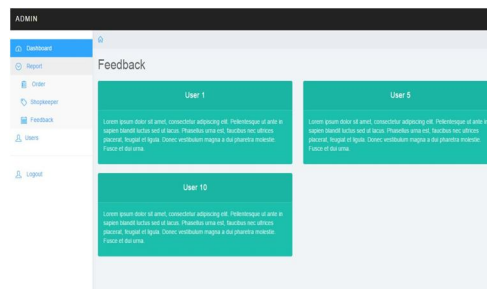 ADMIN
Dashboard
Report
Order
Shopkeeper
Feedback
Users
Logout
Feedback
User 1
Lorem ipsum dolor sit amet, consectetur adipiscing elit. Pellentesque ut ante in
sapien blandit luctus sed ut lacus. Phasellus urna est, faucibus nec ultrices
placerat, feugiat et ligula. Donec vestibulum magna a dui pharetra molestie.
Fusce et dui urna.
User 5
Lorem ipsum dolor sit amet, consectetur adipiscing elit. Pellentesque ut ante in
sapien blandit luctus sed ut lacus. Phasellus urna est, faucibus nec ultrices
placerat, feugiat et ligula. Donec vestibulum magna a dui pharetra molestie.
Fusce et dui urna.
User 10
Lorem ipsum dolor sit amet, consectetur adipiscing elit. Pellentesque ut ante in
sapien blandit luctus sed ut lacus. Phasellus urna est, faucibus nec ultrices
placerat, feugiat et ligula. Donec vestibulum magna a dui pharetra molestie.
Fusce et dui urna.